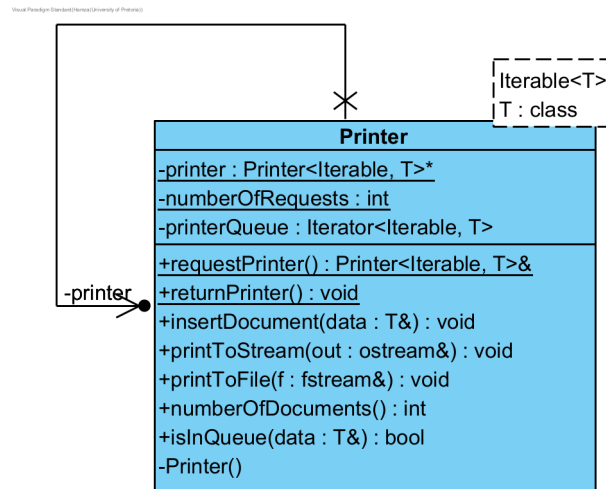 Visual Paradigm Standard(Hamza(University of Pretoria))
Iterable<T>
T : class
Printer
-printer : Printer<Iterable, T>*
-numberOfRequests : int
-printerQueue : Iterator<Iterable, T>
+requestPrinter() : Printer<Iterable, T>&
-printer
+returnPrinter() : void
+insertDocument(data : T&) : void
+printToStream(out : ostream&) : void
+printToFile(f : fstream&) : void
+numberOfDocuments() : int
+isInQueue(data : T&) : bool
-Printer()